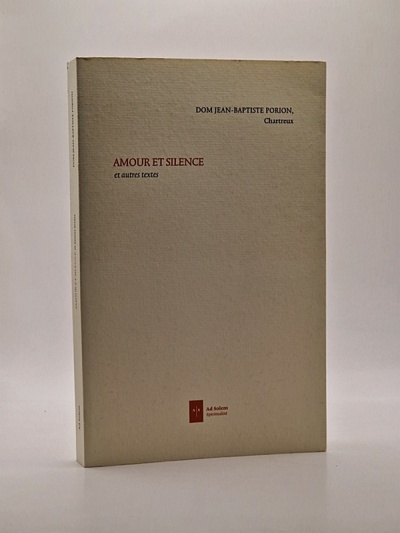 DOM JEAN-BAPTISTE PORION,
Chartreux
AMOUR ET SILENCE
et autres textes
Ad Solem